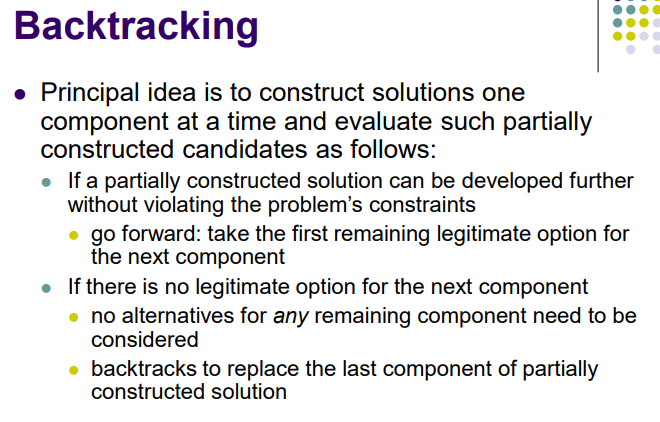 Backtracking
Principal idea is to construct solutions one
component at a time and evaluate such partially
constructed candidates as follows:
If a partially constructed solution can be developed further
without violating the problem's constraints
go forward: take the first remaining legitimate option for
the next component
If there is no legitimate option for the next component
no alternatives for any remaining component need to be
considered
backtracks to replace the last component of partially
constructed solution